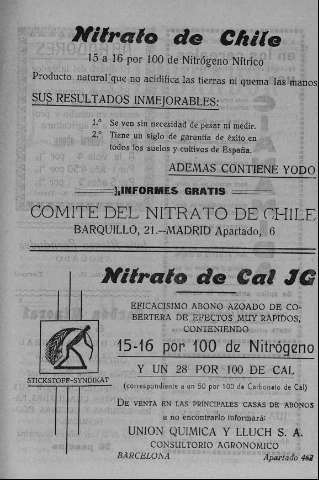 Nitrato de Chile
15 a 16 por 100 de Nitrógeno Nítrico
Producto natural que no acidifica las tierras ni quema las manos
SUS RESULTADOS INMEJORABLES:
1.º Se ven sin necesidad de pesar ni medir.
2.º Tiene un siglo de garantía de éxito en
todos los suelos y cultivos de España.
ADEMAS CONTIENE YODO
INFORMES GRATIS
COMITÉ DEL NITRATO DE CHILE
BARQUILLO, 21.—MADRID Apartado, 6
Nitrato de Cal IG
EFICACISIMO ABONO AZOADO DE CO-
BERTERA DE EFECTOS MUY RÁPIDOS,
CONTENIENDO
15-16 por 100 de Nitrógeno
Y UN 28 POR 100 DE CAL
(correspondiente a un 50 por 100 de Carbonato de Cal)
DE VENTA EN LAS PRINCIPALES CASAS DE ABONOS
a no encontrarlo informará:
UNION QUIMICA Y LLUCH S. A.
CONSULTORIO AGRONOMICO
BARCELONA Apartado
STICKSTOFF-SYNDIKAT